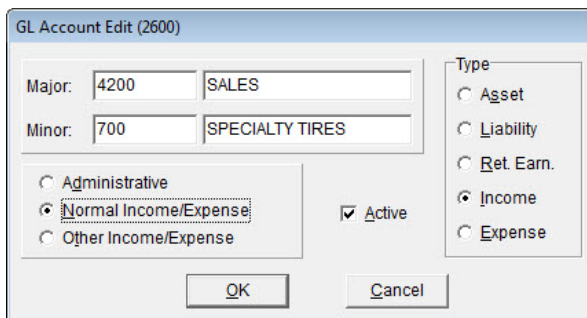 GL Account Edit (2600)
Major: 4200 SALES
Minor: 700 SPECIALTY TIRES
Administrative
Normal Income/Expense
Other Income/Expense
Active
Type
Asset
Liability
Ret. Earn.
Income
Expense
OK Cancel